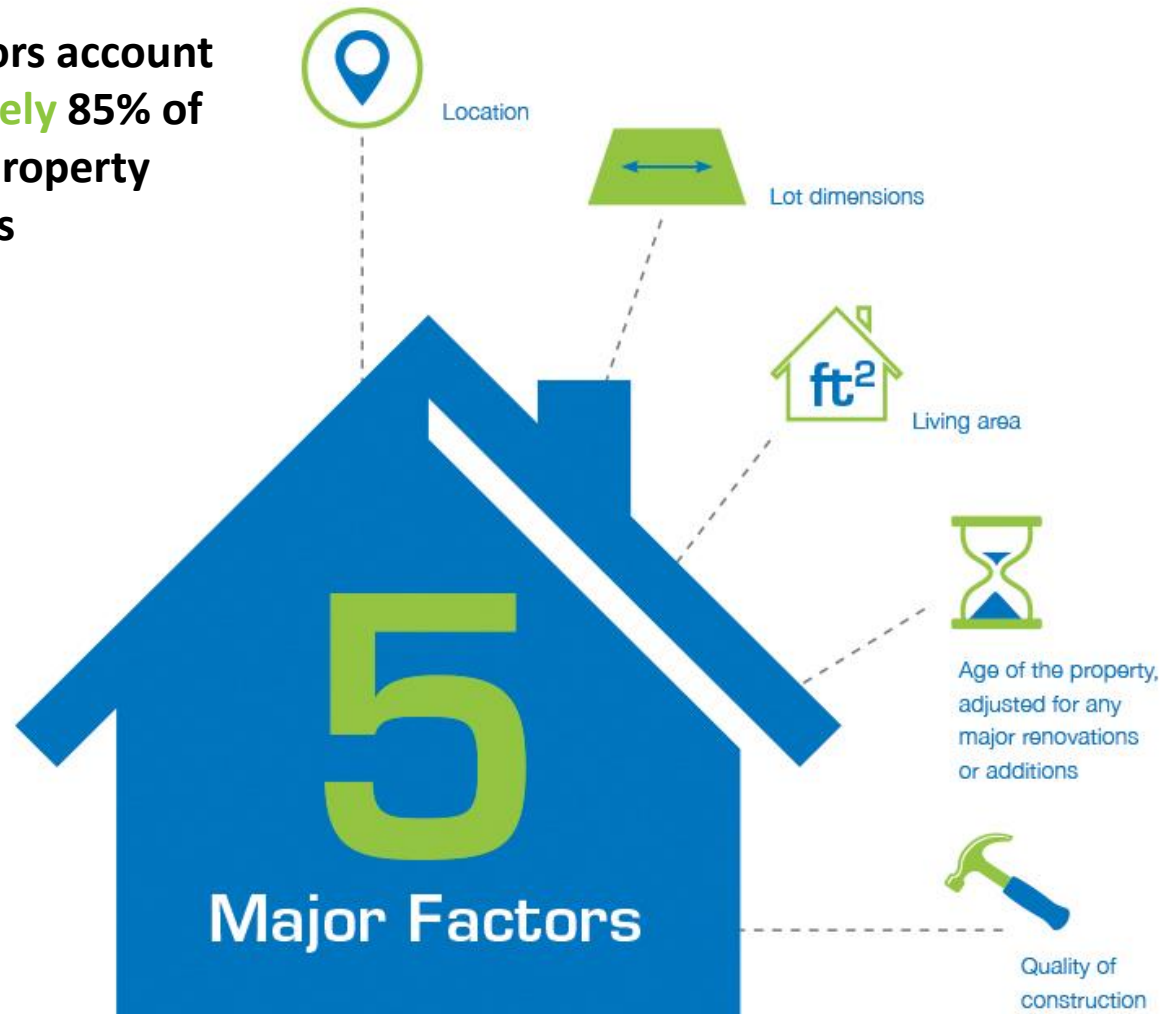 ors account
ely 85% of
roperty
s
Location
Lot dimensions
ft²
Living area
Age of the property,
adjusted for any
major renovations
or additions
5
Major Factors
Quality of
construction